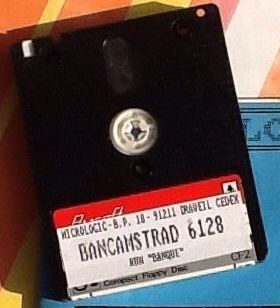 MICROLOGIC-B.P. 18 - 91211 DRAVEIL CEDEX
BANCAMSTRAD 6128
RUN "BANQUE"
CF2
Compact Floppy Disc